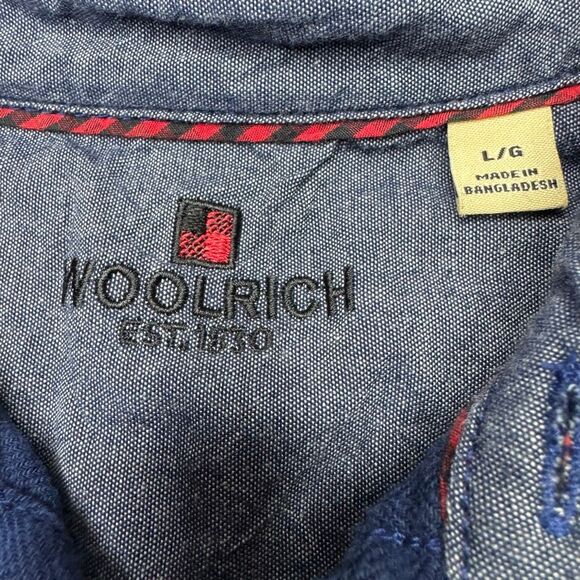 L/G
MADE IN
BANGLADESH
WOOLRICH
EST. 1830